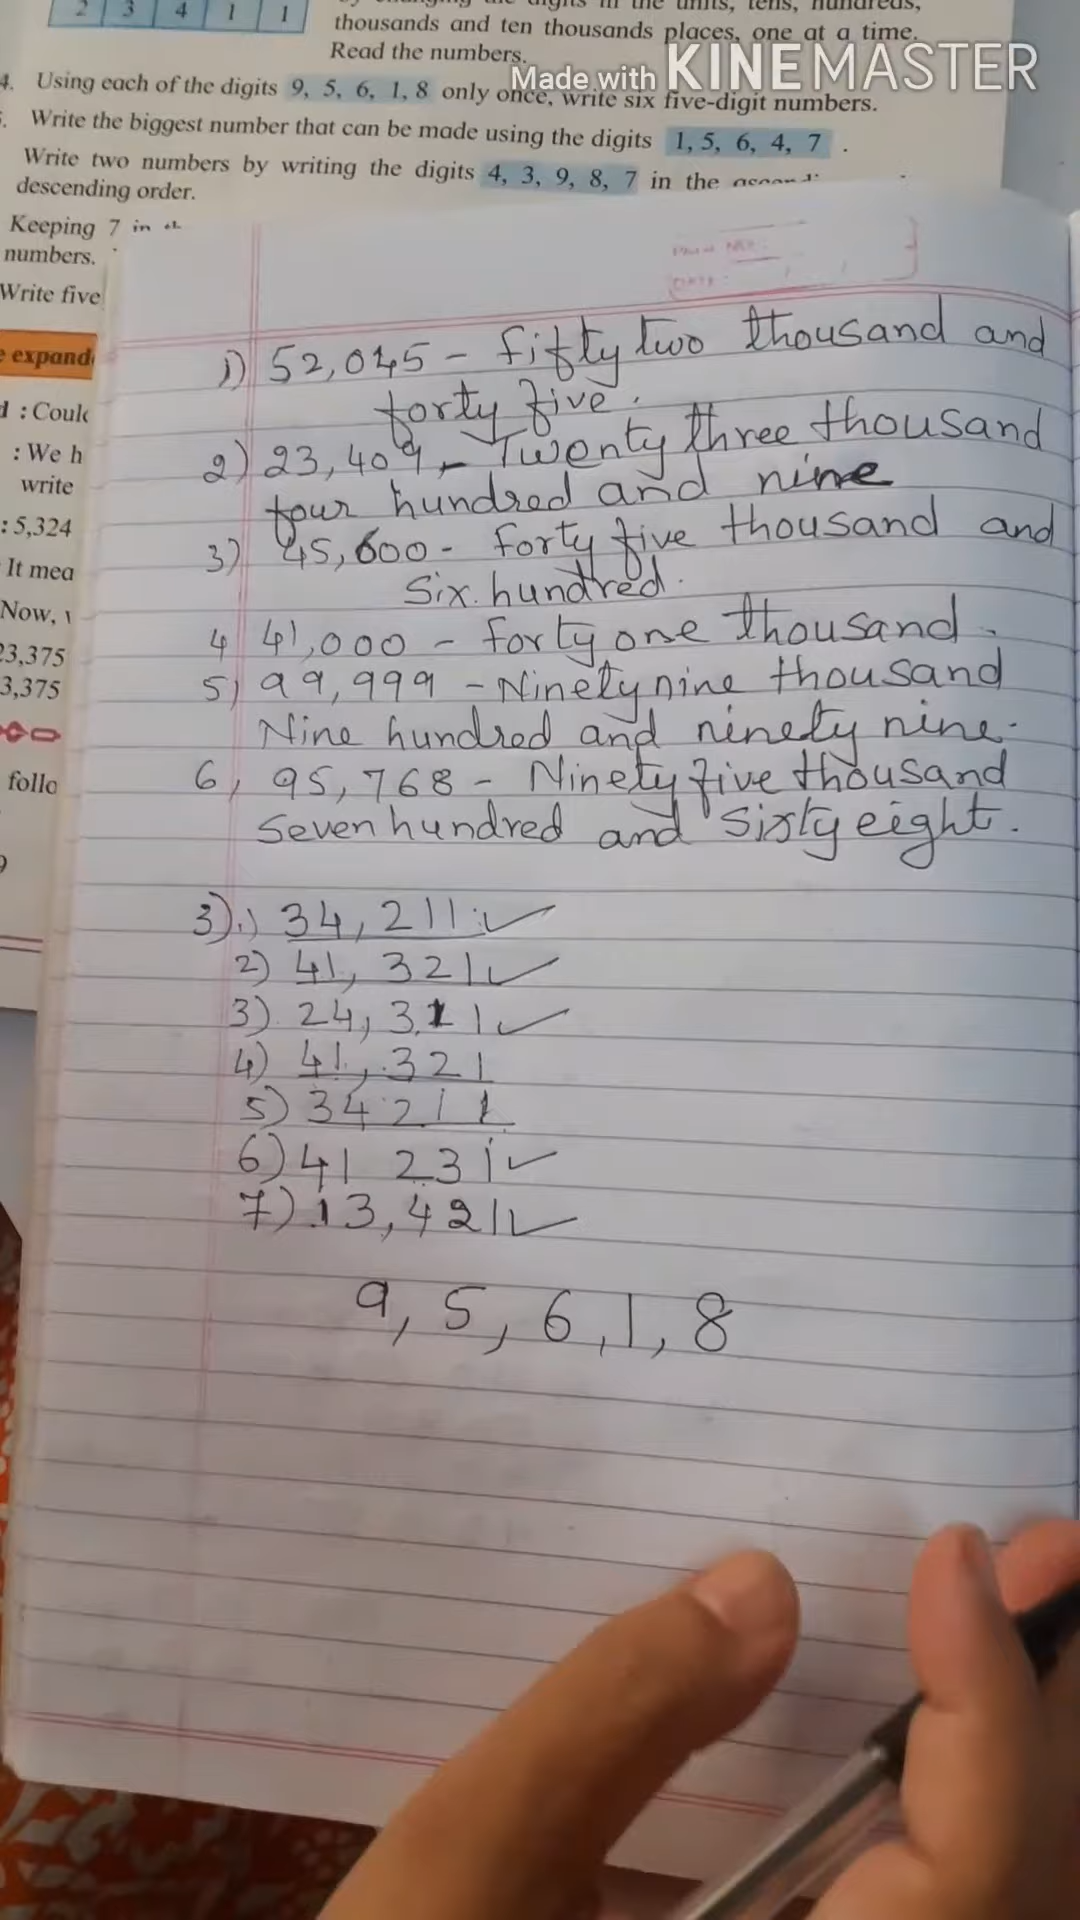 2 3 4 1 1
thousands and ten thousands places, one at a time.
Read the numbers.
Made with KINEMASTER
4. Using each of the digits 9, 5, 6, 1, 8 only once, write six five-digit numbers.
Write the biggest number that can be made using the digits 1, 5, 6, 4, 7 .
Write two numbers by writing the digits 4, 3, 9, 8, 7 in the
descending order.
Keeping 7 in
numbers.
Write five
expand
: We h
write
: 5,324
It mea
Now,
23,375
3,375
follo
1) 52,045 - fifty two thousand and
forty five.
2) 23,409 - Twenty three thousand
four hundred and nine
3) 45,600 - forty five thousand and
Six hundred.
4 41,000 - forty one thousand.
5) 99,999 - Ninety nine thousand
Nine hundred and ninety nine.
6, 95,768 - Ninety five thousand
Seven hundred and sixty eight.
3) 1) 34,211 ✓
2) 41, 321 ✓
3) 24, 311 ✓
4) 41, 321
5) 34211
6) 41 231 ✓
7) 13,421 ✓
9, 5, 6, 1, 8